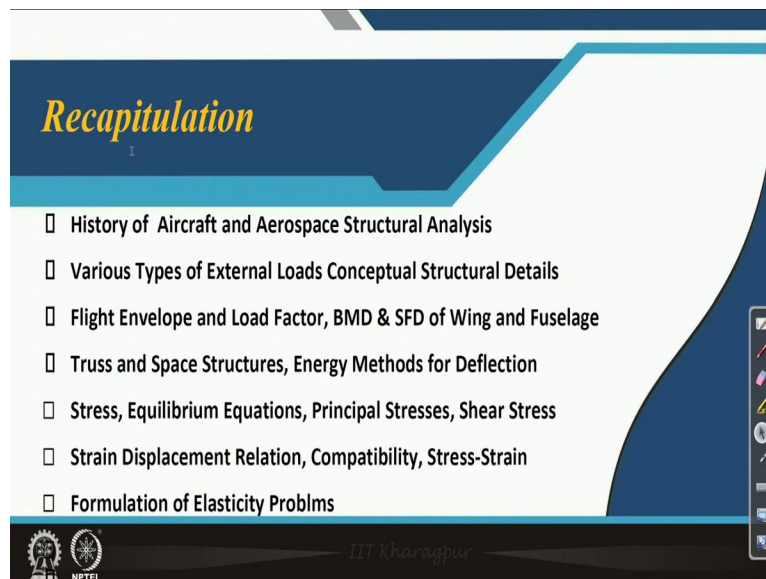 Recapitulation
History of Aircraft and Aerospace Structural Analysis
Various Types of External Loads Conceptual Structural Details
Flight Envelope and Load Factor, BMD & SFD of Wing and Fuselage
Truss and Space Structures, Energy Methods for Deflection
Stress, Equilibrium Equations, Principal Stresses, Shear Stress
Strain Displacement Relation, Compatibility, Stress-Strain
Formulation of Elasticity Problms
IIT Kharagpur
NPTEL